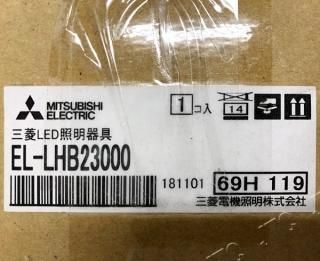 MITSUBISHI
ELECTRIC
1コ入
14
三菱LED照明器具
EL-LHB23000
181101
69H 119
三菱電機照明株式会社